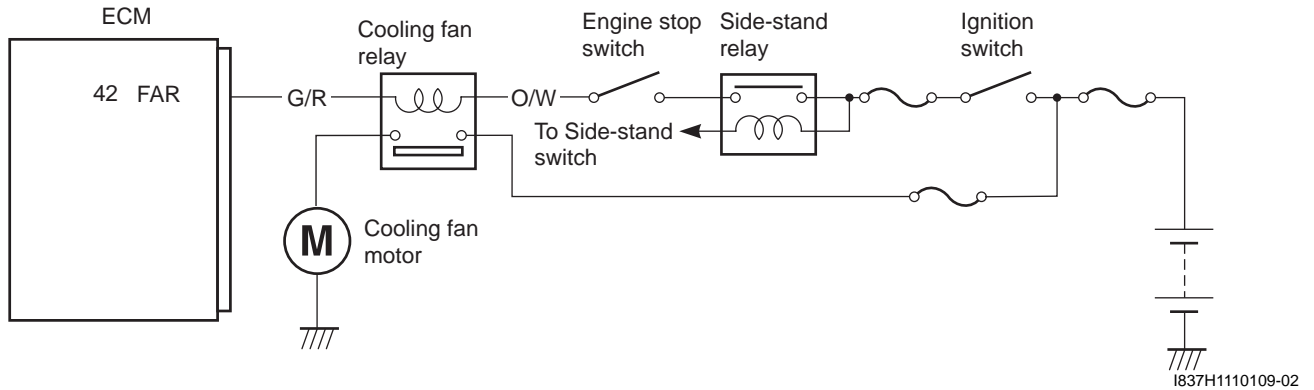 ECM
42 FAR
G/R
Cooling fan
relay
O/W
Engine stop
switch
Side-stand
relay
Ignition
switch
To Side-stand
switch
M
Cooling fan
motor
I837H1110109-02